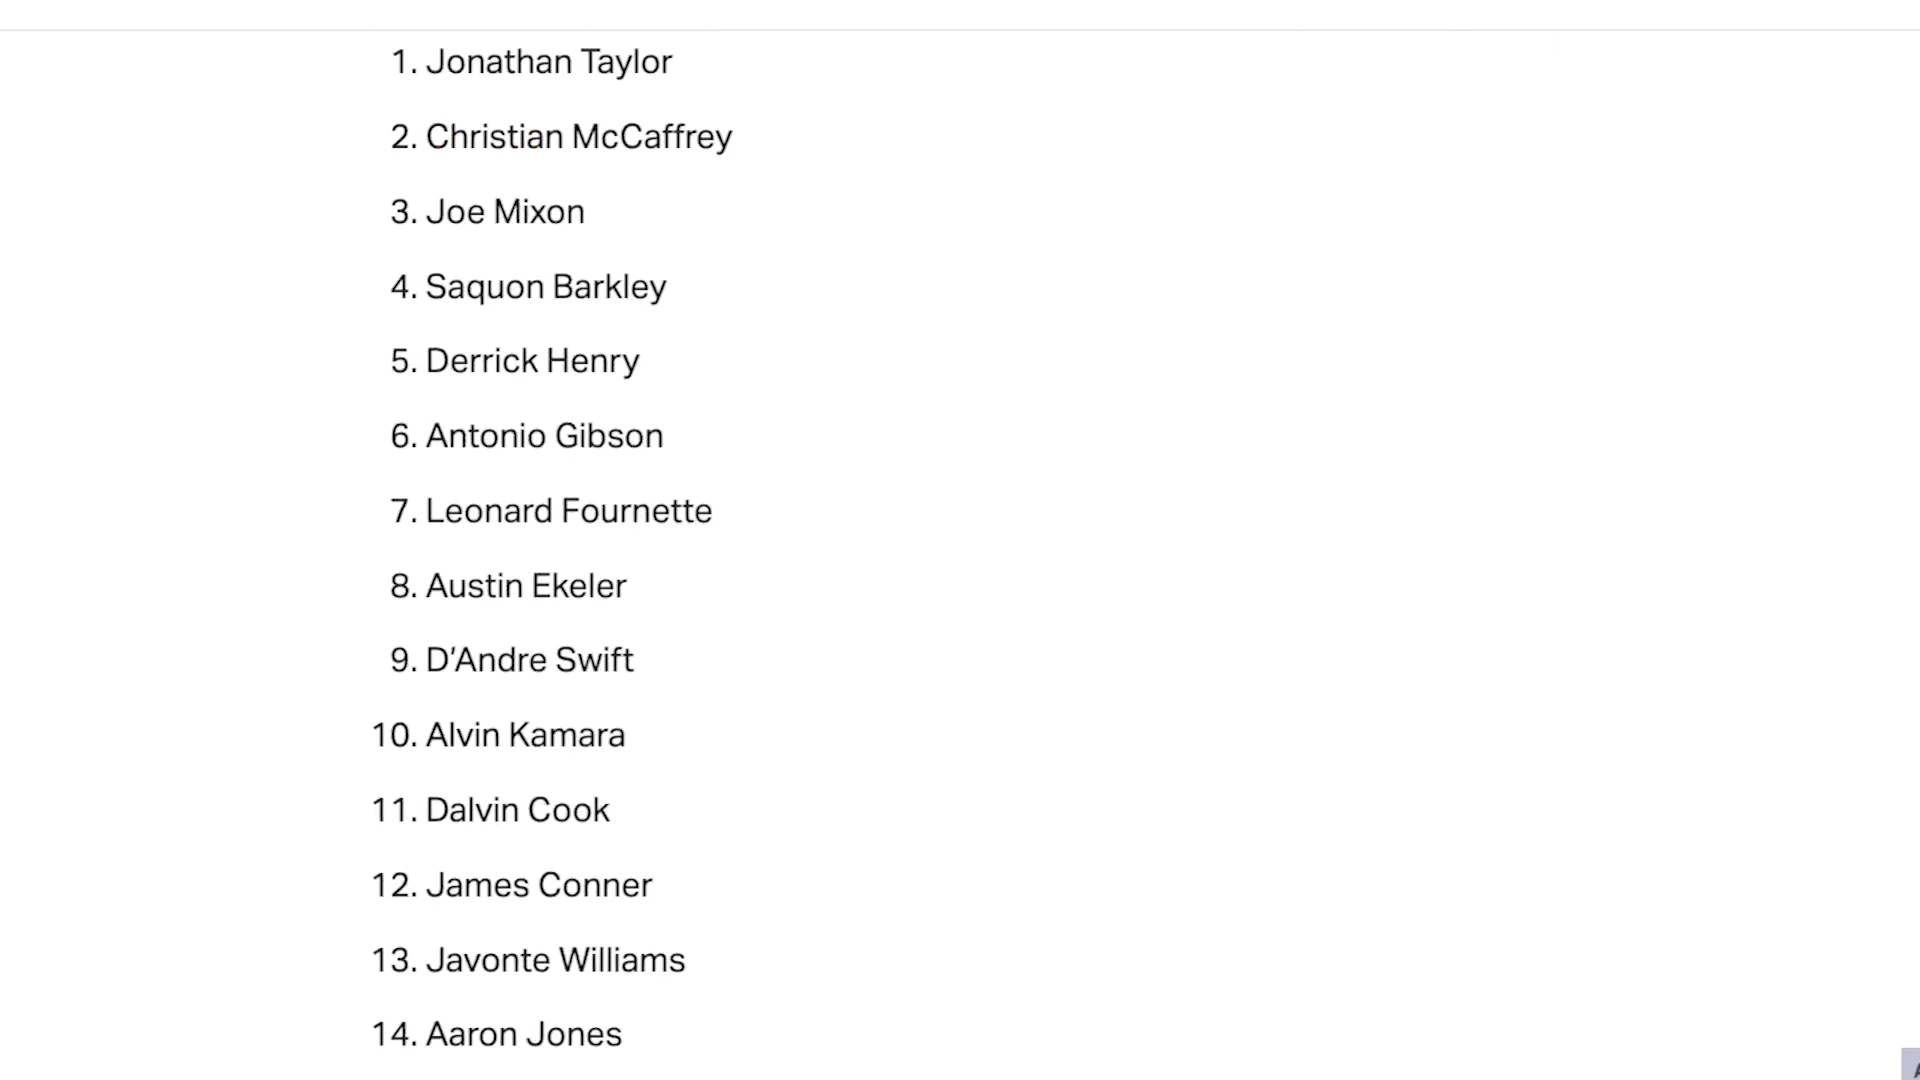 1. Jonathan Taylor
2. Christian McCaffrey
3. Joe Mixon
4. Saquon Barkley
5. Derrick Henry
6. Antonio Gibson
7. Leonard Fournette
8. Austin Ekeler
9. D’Andre Swift
10. Alvin Kamara
11. Dalvin Cook
12. James Conner
13. Javonte Williams
14. Aaron Jones